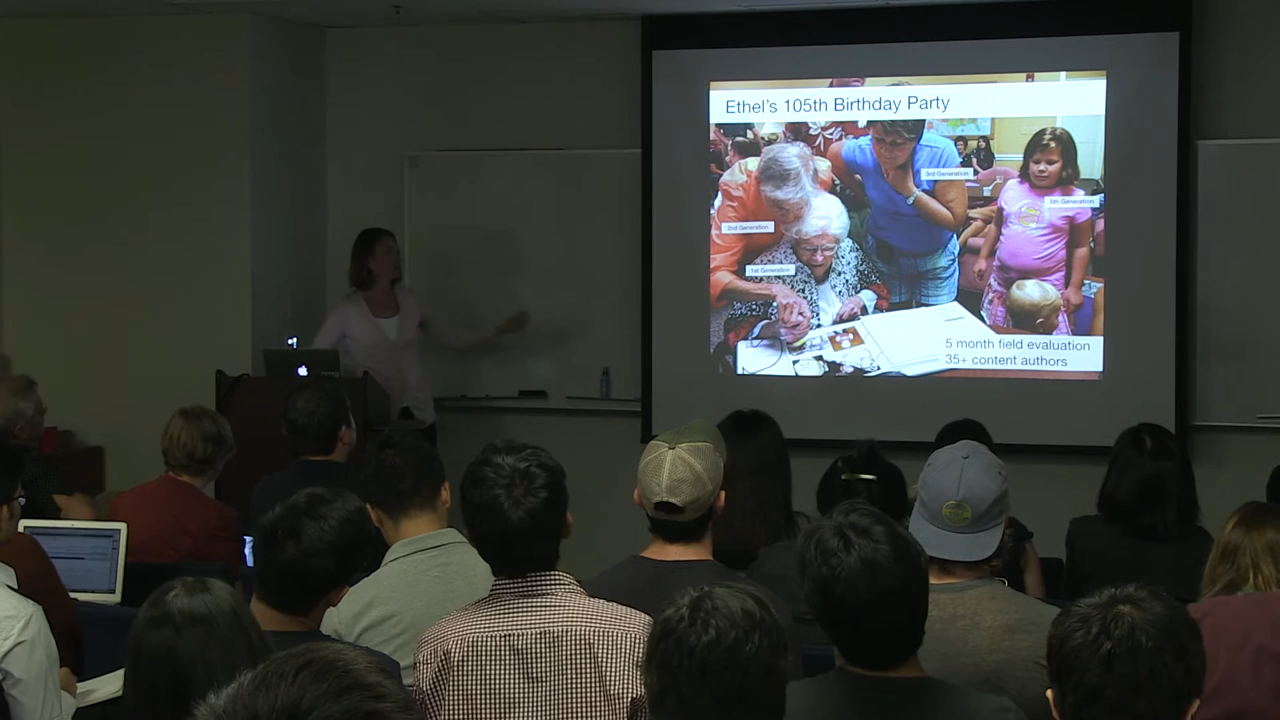 Ethel's 105th Birthday Party
3rd Generation
5th Generation
2nd Generation
1st Generation
5 month field evaluation
35+ content authors